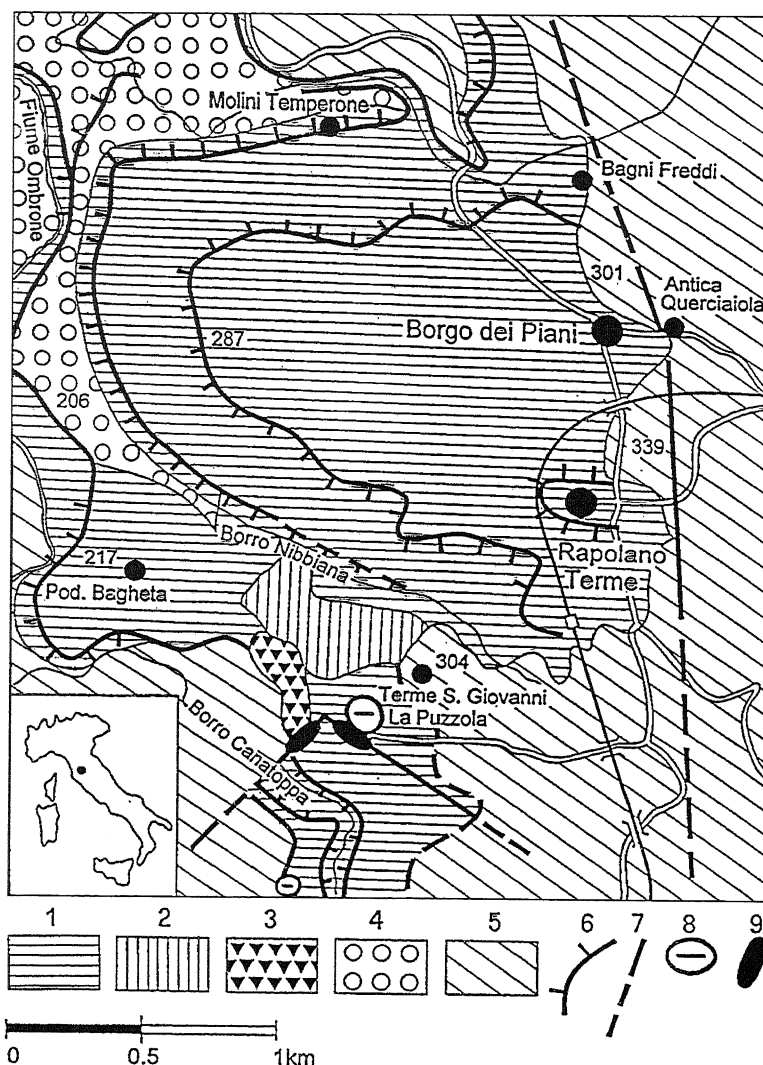 Molini Temperone
Fiume Ombrone
Bagni Freddi
301
Antica
Querciaiola
Borgo dei Piani
287
206
339
Borro Nibbiana
Rapolano
Terme
217
Pod. Bagheta
304
Terme S. Giovanni
La Puzzola
Borro Cañatoppa
1 2 3 4 5 6 7 8 9
0 0.5 1km